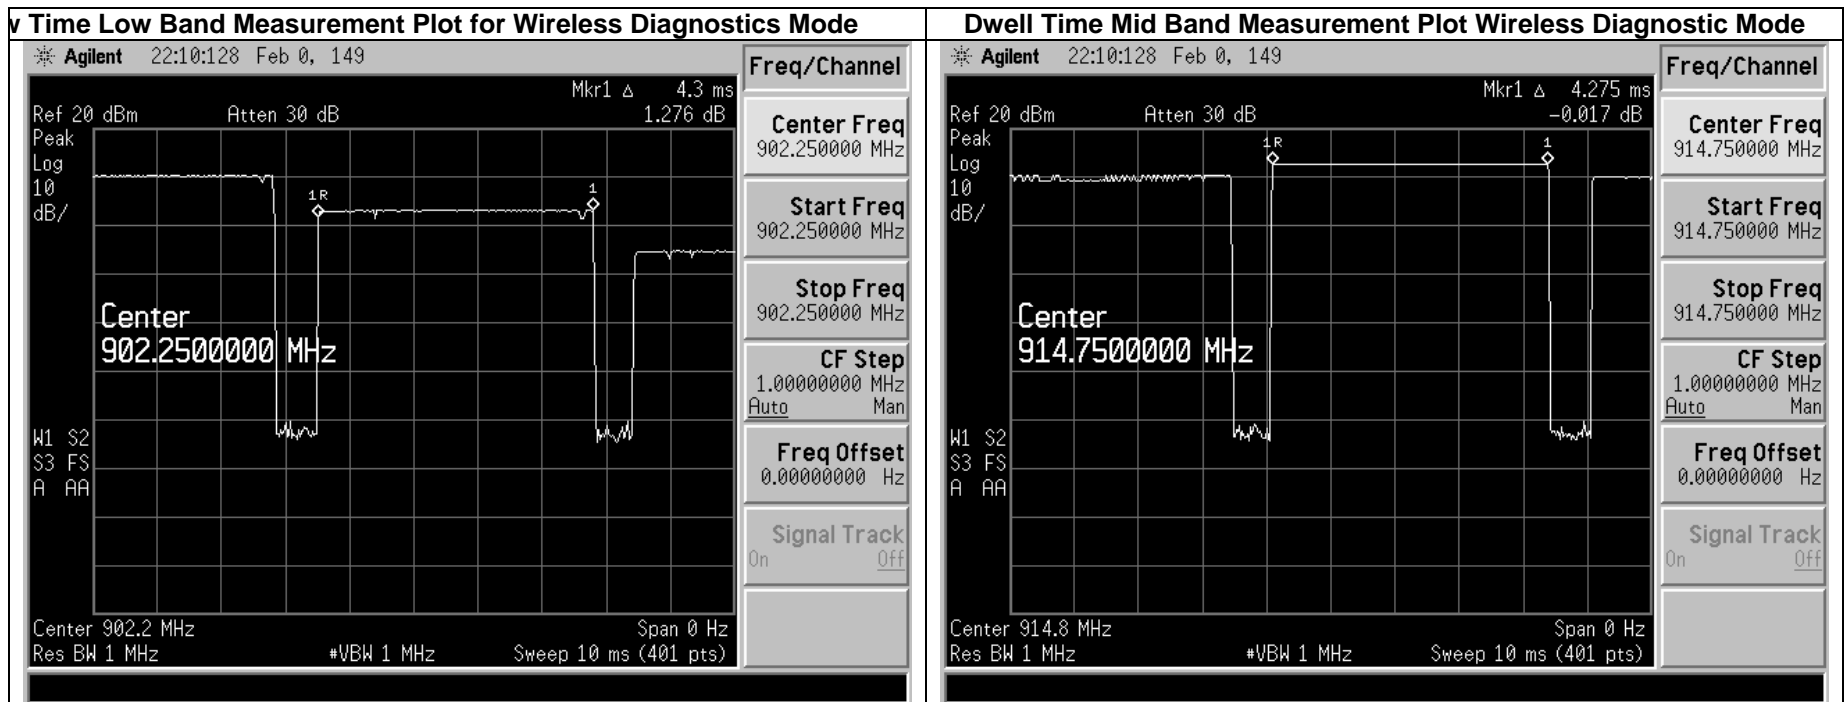 w Time Low Band Measurement Plot for Wireless Diagnostics Mode
Agilent 22:10:128 Feb 0, 149
Mkr1 Δ 4.3 ms
Ref 20 dBm Atten 30 dB 1.276 dB
Peak
Log
10
dB/
1R
1
Center
902.2500000 MHz
W1 S2
S3 FS
A AA
Center 902.2 MHz Span 0 Hz
Res BW 1 MHz #VBW 1 MHz Sweep 10 ms (401 pts)
Freq/Channel
Center Freq
902.250000 MHz
Start Freq
902.250000 MHz
Stop Freq
902.250000 MHz
CF Step
1.00000000 MHz
Auto Man
Freq Offset
0.00000000 Hz
Signal Track
On Off
Dwell Time Mid Band Measurement Plot Wireless Diagnostic Mode
Agilent 22:10:128 Feb 0, 149
Mkr1 Δ 4.275 ms
Ref 20 dBm Atten 30 dB -0.017 dB
Peak
Log
10
dB/
1R
1
Center
914.7500000 MHz
W1 S2
S3 FS
A AA
Center 914.8 MHz Span 0 Hz
Res BW 1 MHz #VBW 1 MHz Sweep 10 ms (401 pts)
Freq/Channel
Center Freq
914.750000 MHz
Start Freq
914.750000 MHz
Stop Freq
914.750000 MHz
CF Step
1.00000000 MHz
Auto Man
Freq Offset
0.00000000 Hz
Signal Track
On Off